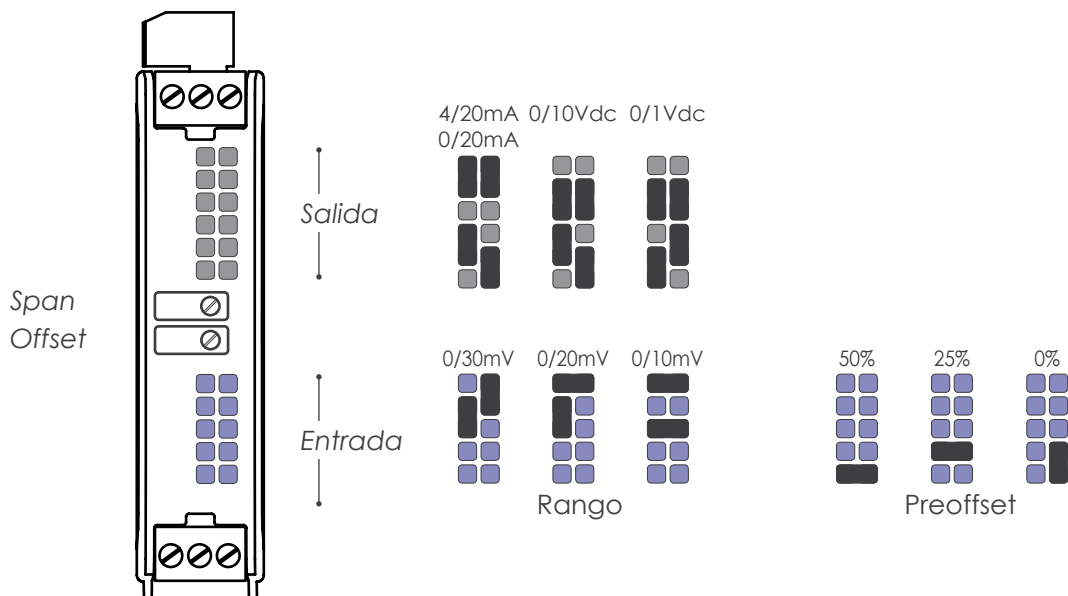 4/20mA 0/10Vdc 0/1Vdc
0/20mA
Salida
Span
Offset
0/30mV 0/20mV 0/10mV
50% 25% 0%
Entrada
Rango
Preoffset